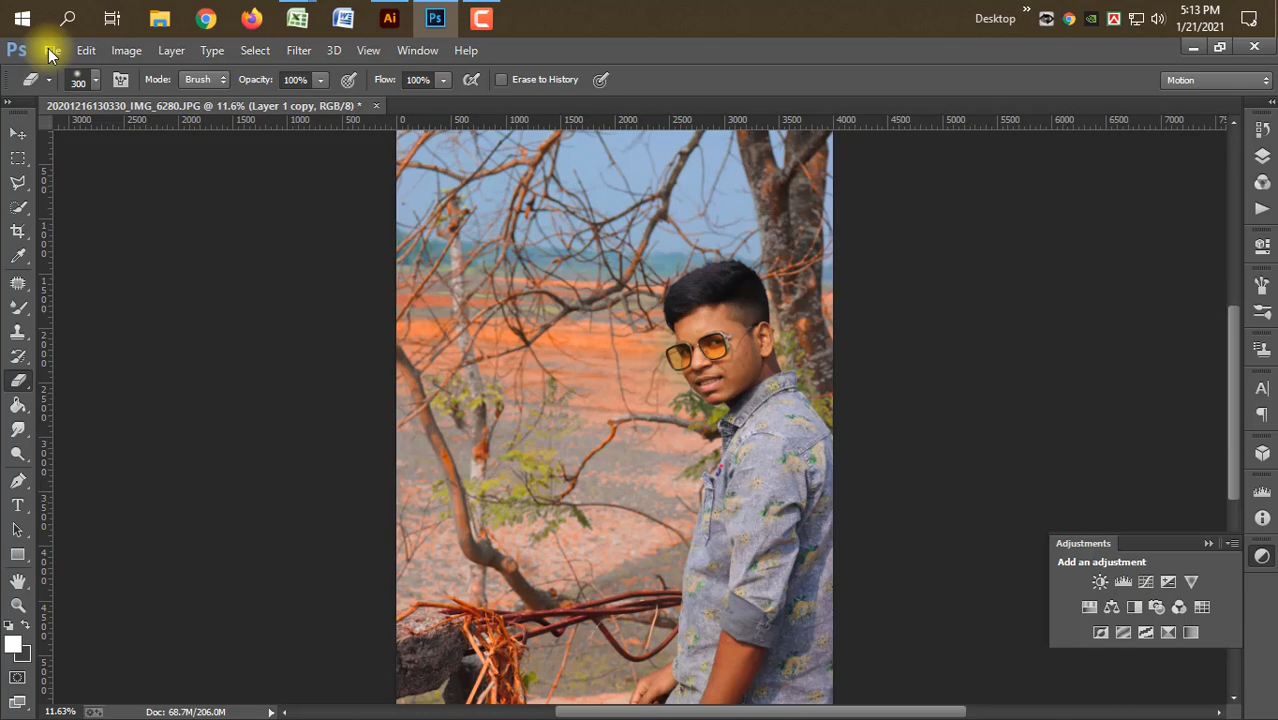 Ai
Ps
Desktop
»
5:13 PM
1/21/2021
Ps
File
Edit
Image
Layer
Type
Select
Filter
3D
View
Window
Help
300
Mode:
Brush
Opacity:
100%
Flow:
100%
Erase to History
Motion
20201216130330_IMG_6280.JPG @ 11.6% (Layer 1 copy, RGB/8) *
3000 2500 2000 1500 1000 500 0 500 1000 1500 2000 2500 3000 3500 4000 4500 5000 5500 6000 6500 7000
Adjustments
Add an adjustment
11.63%
Doc: 68.7M/206.0M